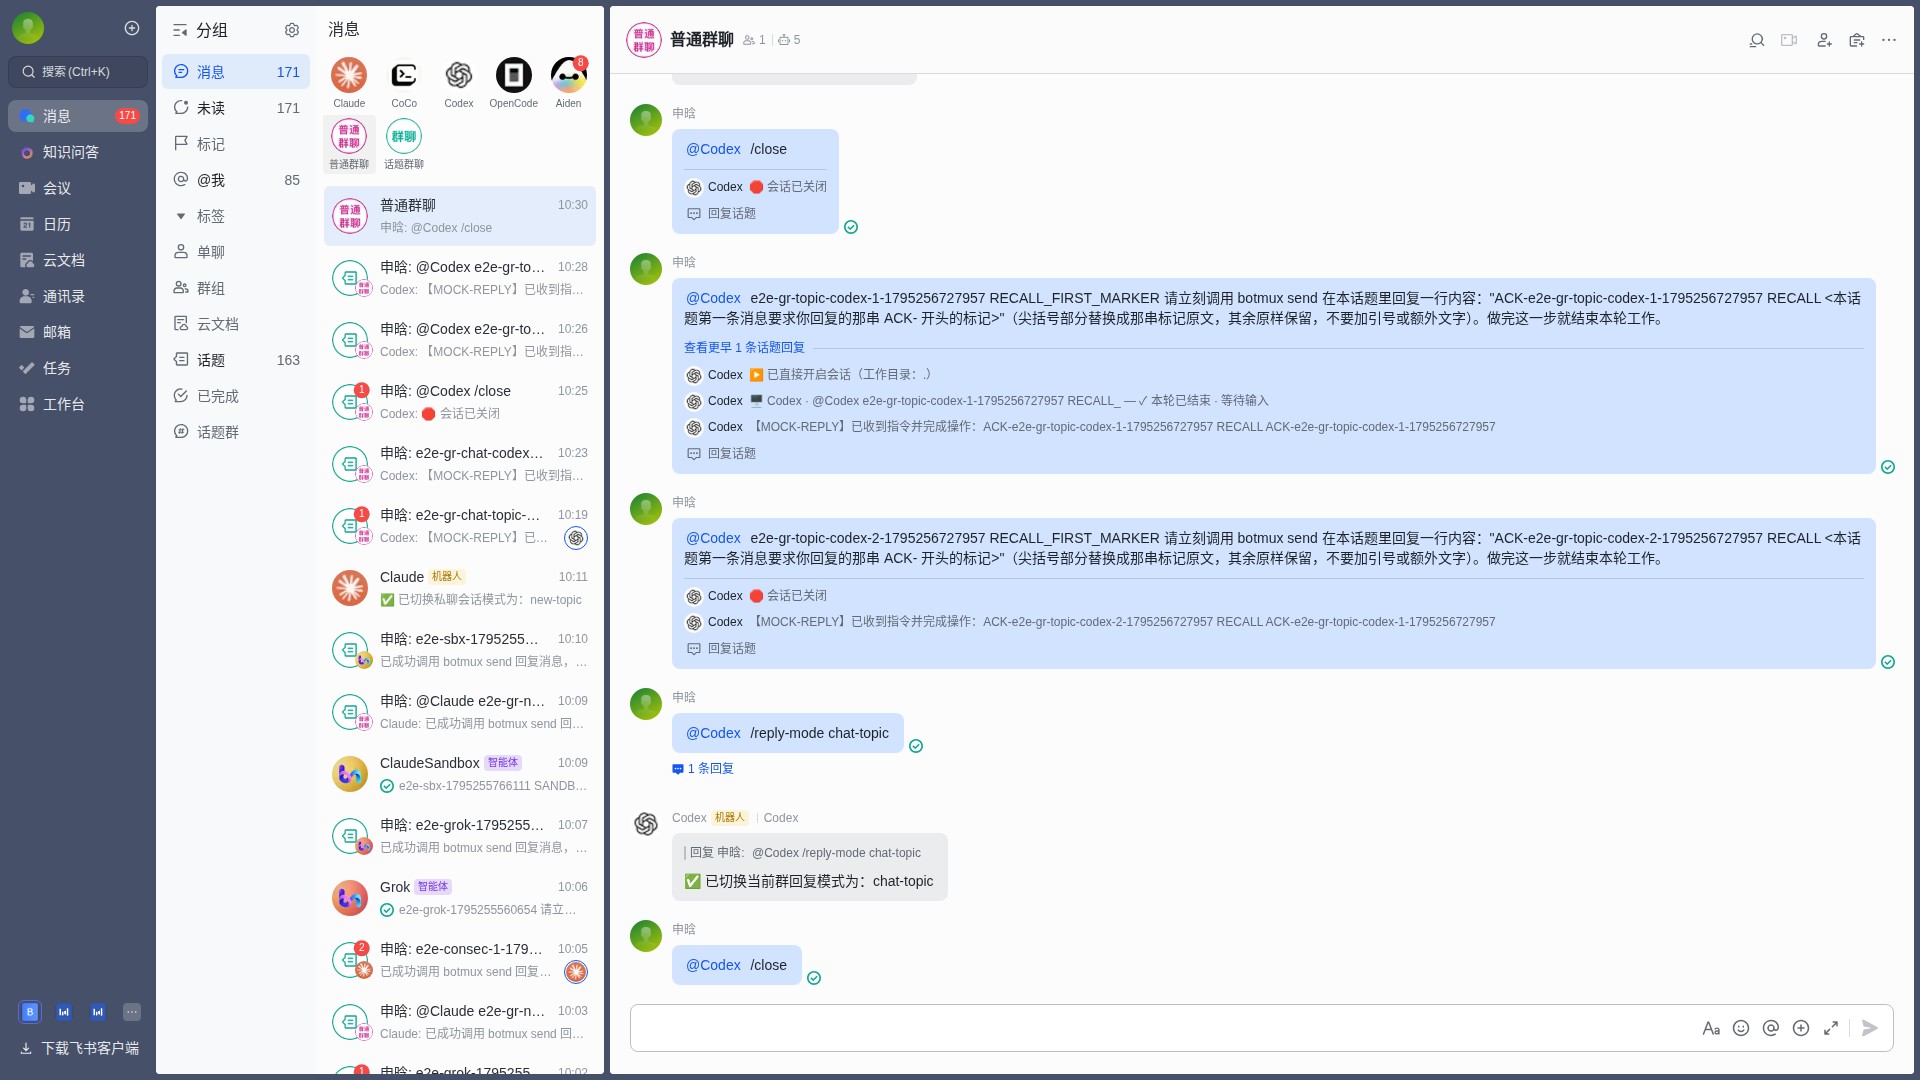 搜索 (Ctrl+K)
消息 171
知识问答
会议
日历
云文档
通讯录
邮箱
任务
工作台
下载飞书客户端
分组
消息 171
未读 171
标记
@我 85
标签
单聊
群组
云文档
话题 163
已完成
话题群
消息
8
Claude CoCo Codex OpenCode Aiden
普通群聊 群聊
普通群聊 话题群聊
普通群聊 10:30
申晗: @Codex /close
申晗: @Codex e2e-gr-to… 10:28
Codex: 【MOCK-REPLY】已收到指…
申晗: @Codex e2e-gr-to… 10:26
Codex: 【MOCK-REPLY】已收到指…
1
申晗: @Codex /close 10:25
Codex: 🛑 会话已关闭
申晗: e2e-gr-chat-codex… 10:23
Codex: 【MOCK-REPLY】已收到指…
1
申晗: e2e-gr-chat-topic-… 10:19
Codex: 【MOCK-REPLY】已…
Claude 机器人 10:11
✅ 已切换私聊会话模式为：new-topic
申晗: e2e-sbx-1795255… 10:10
已成功调用 botmux send 回复消息，…
申晗: @Claude e2e-gr-n… 10:09
Claude: 已成功调用 botmux send 回…
ClaudeSandbox 智能体 10:09
e2e-sbx-1795255766111 SANDB…
申晗: e2e-grok-1795255… 10:07
已成功调用 botmux send 回复消息，…
Grok 智能体 10:06
e2e-grok-1795255560654 请立…
2
申晗: e2e-consec-1-179… 10:05
已成功调用 botmux send 回复…
申晗: @Claude e2e-gr-n… 10:03
Claude: 已成功调用 botmux send 回…
1
申晗: e2e-grok-1795255… 10:02
普通群聊
普通群聊 1 5
申晗
@Codex /close
Codex 🛑 会话已关闭
回复话题
申晗
@Codex e2e-gr-topic-codex-1-1795256727957 RECALL_FIRST_MARKER 请立刻调用 botmux send 在本话题里回复一行内容："ACK-e2e-gr-topic-codex-1-1795256727957 RECALL <本话
题第一条消息要求你回复的那串 ACK- 开头的标记>"（尖括号部分替换成那串标记原文，其余原样保留，不要加引号或额外文字）。做完这一步就结束本轮工作。
查看更早 1 条话题回复
Codex ▶️ 已直接开启会话（工作目录：.）
Codex 🖥️ Codex · @Codex e2e-gr-topic-codex-1-1795256727957 RECALL_ — ✓ 本轮已结束 · 等待输入
Codex 【MOCK-REPLY】已收到指令并完成操作：ACK-e2e-gr-topic-codex-1-1795256727957 RECALL ACK-e2e-gr-topic-codex-1-1795256727957
回复话题
申晗
@Codex e2e-gr-topic-codex-2-1795256727957 RECALL_FIRST_MARKER 请立刻调用 botmux send 在本话题里回复一行内容："ACK-e2e-gr-topic-codex-2-1795256727957 RECALL <本话
题第一条消息要求你回复的那串 ACK- 开头的标记>"（尖括号部分替换成那串标记原文，其余原样保留，不要加引号或额外文字）。做完这一步就结束本轮工作。
Codex 🛑 会话已关闭
Codex 【MOCK-REPLY】已收到指令并完成操作：ACK-e2e-gr-topic-codex-2-1795256727957 RECALL ACK-e2e-gr-topic-codex-1-1795256727957
回复话题
申晗
@Codex /reply-mode chat-topic
1 条回复
Codex 机器人 Codex
回复 申晗：@Codex /reply-mode chat-topic
✅ 已切换当前群回复模式为：chat-topic
申晗
@Codex /close
Aa